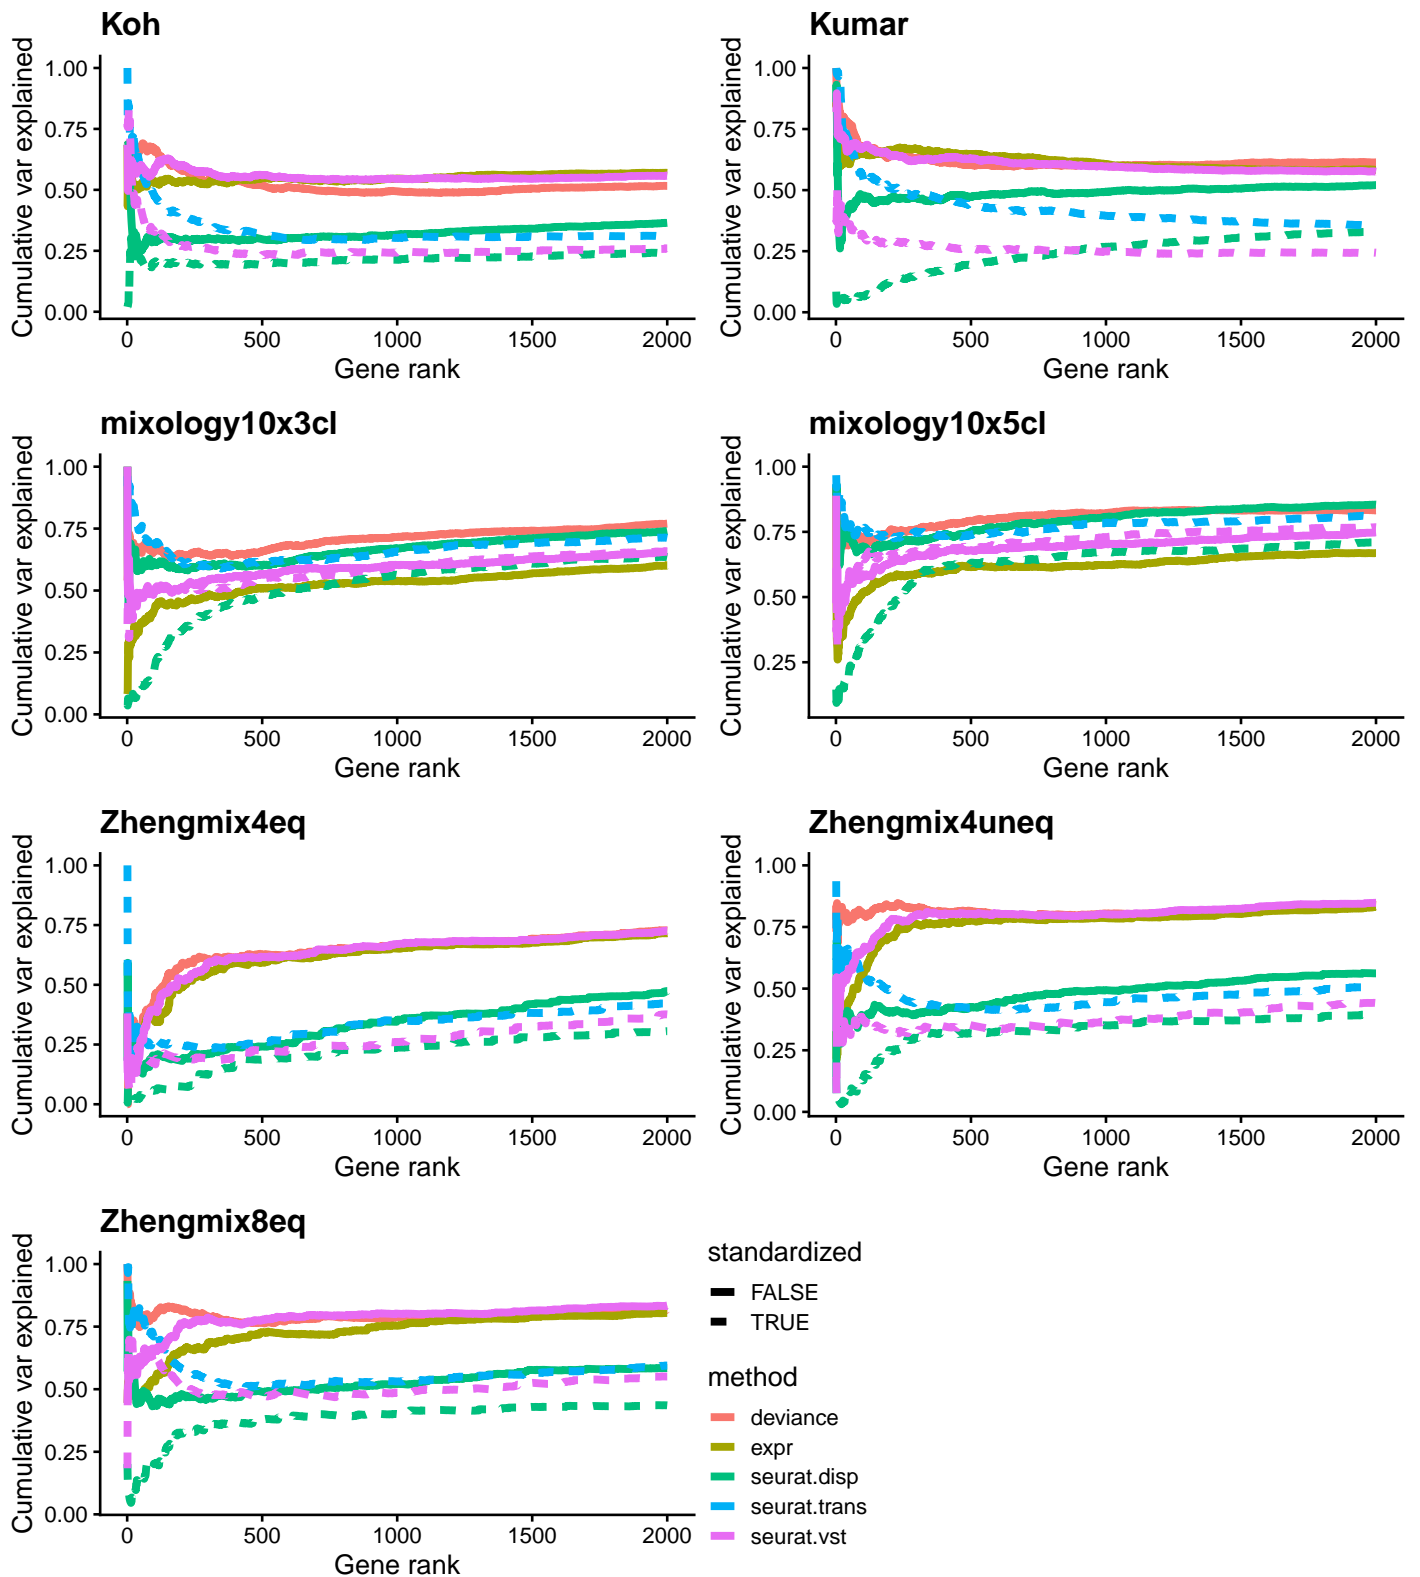 Koh
Cumulative var explained
1.00
0.75
0.50
0.25
0.00
0 500 1000 1500 2000
Gene rank
Kumar
Cumulative var explained
1.00
0.75
0.50
0.25
0.00
0 500 1000 1500 2000
Gene rank
mixology10x3cl
Cumulative var explained
1.00
0.75
0.50
0.25
0.00
0 500 1000 1500 2000
Gene rank
mixology10x5cl
Cumulative var explained
1.00
0.75
0.50
0.25
0 500 1000 1500 2000
Gene rank
Zhengmix4eq
Cumulative var explained
1.00
0.75
0.50
0.25
0.00
0 500 1000 1500 2000
Gene rank
Zhengmix4uneq
Cumulative var explained
1.00
0.75
0.50
0.25
0.00
0 500 1000 1500 2000
Gene rank
Zhengmix8eq
Cumulative var explained
1.00
0.75
0.50
0.25
0.00
0 500 1000 1500 2000
Gene rank
standardized
FALSE
TRUE
method
deviance
expr
seurat.disp
seurat.trans
seurat.vst